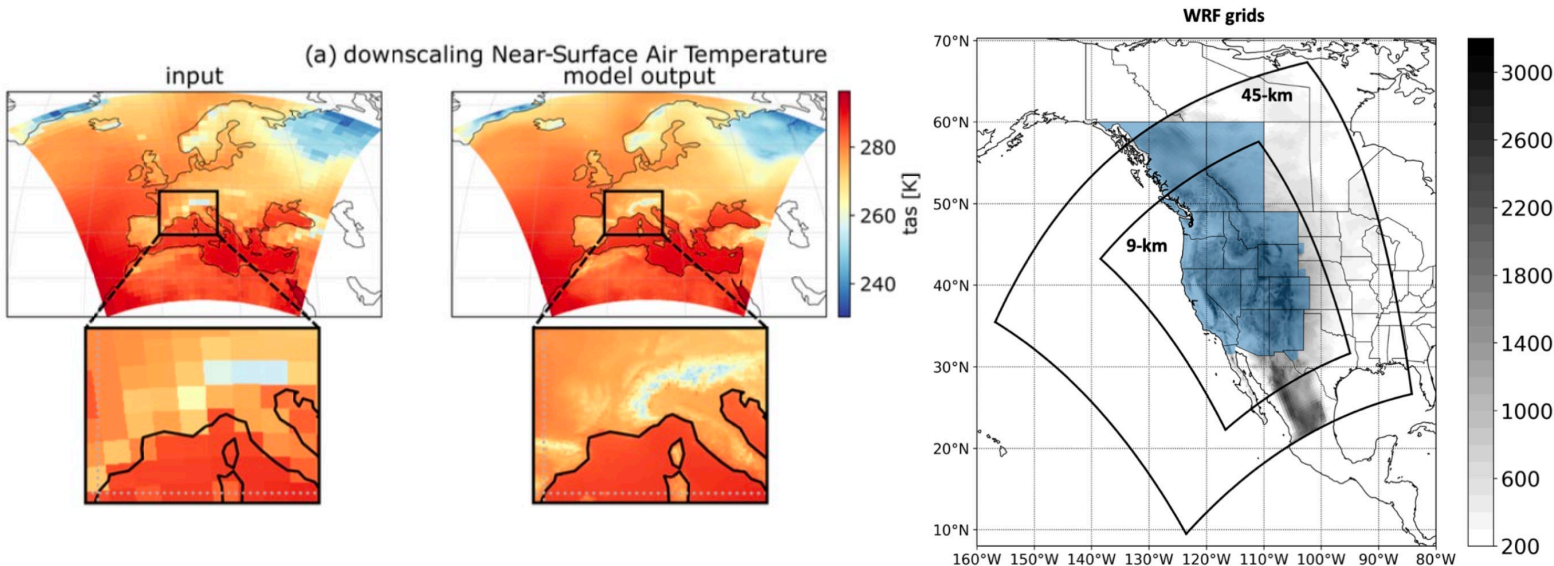 (a) downscaling Near-Surface Air Temperature
input
model output
280
260
240
tas [K]
WRF grids
70°N
60°N
50°N
40°N
30°N
20°N
10°N
160°W
150°W
140°W
130°W
120°W
110°W
100°W
90°W
80°W
45-km
9-km
3000
2600
2200
1800
1400
1000
600
200